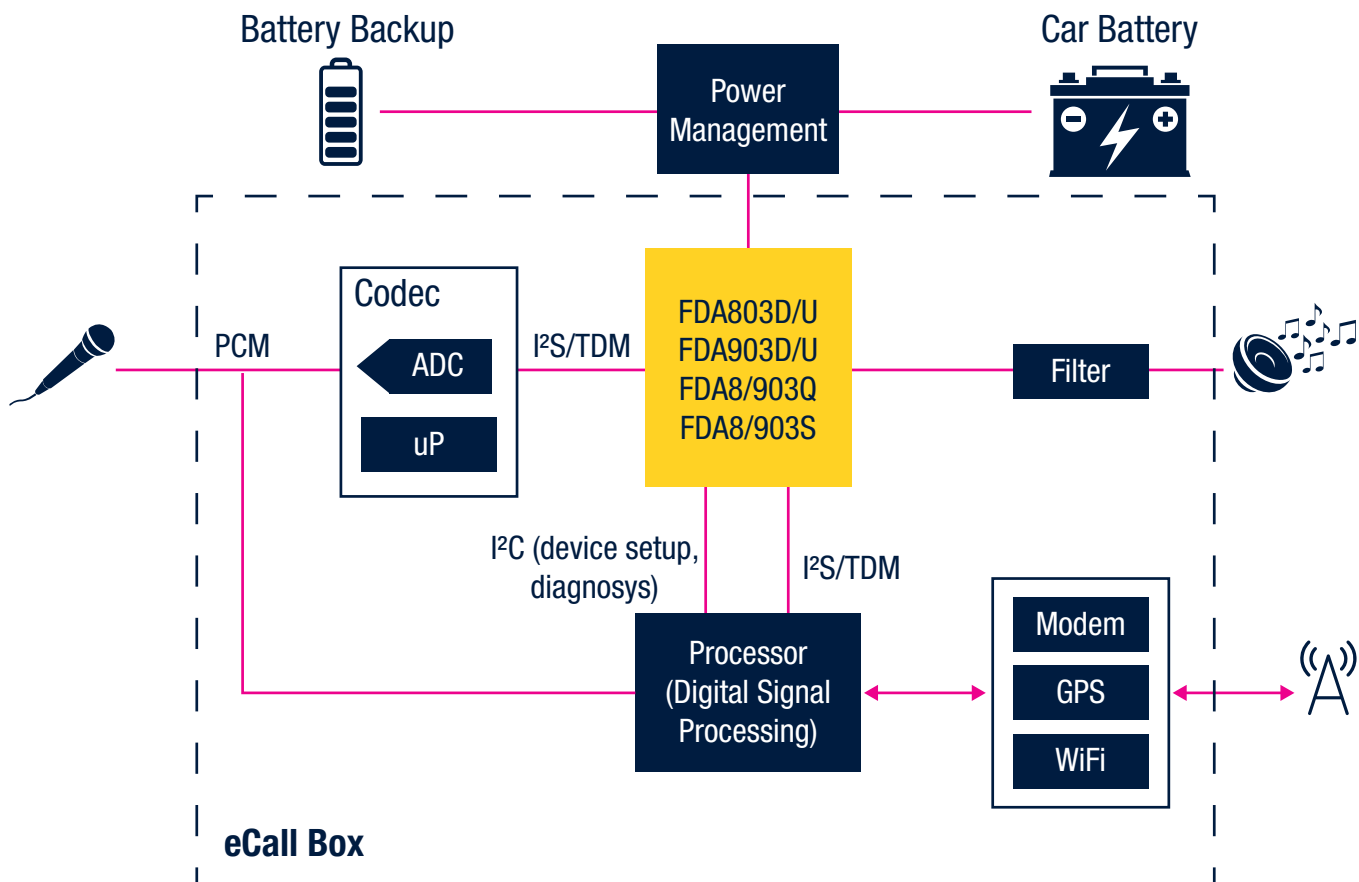 Battery Backup
Car Battery
Power
Management
Codec
ADC
uP
PCM
I²S/TDM
FDA803D/U
FDA903D/U
FDA8/903Q
FDA8/903S
Filter
I²C (device setup,
diagnosys)
I²S/TDM
Processor
(Digital Signal
Processing)
Modem
GPS
WiFi
eCall Box